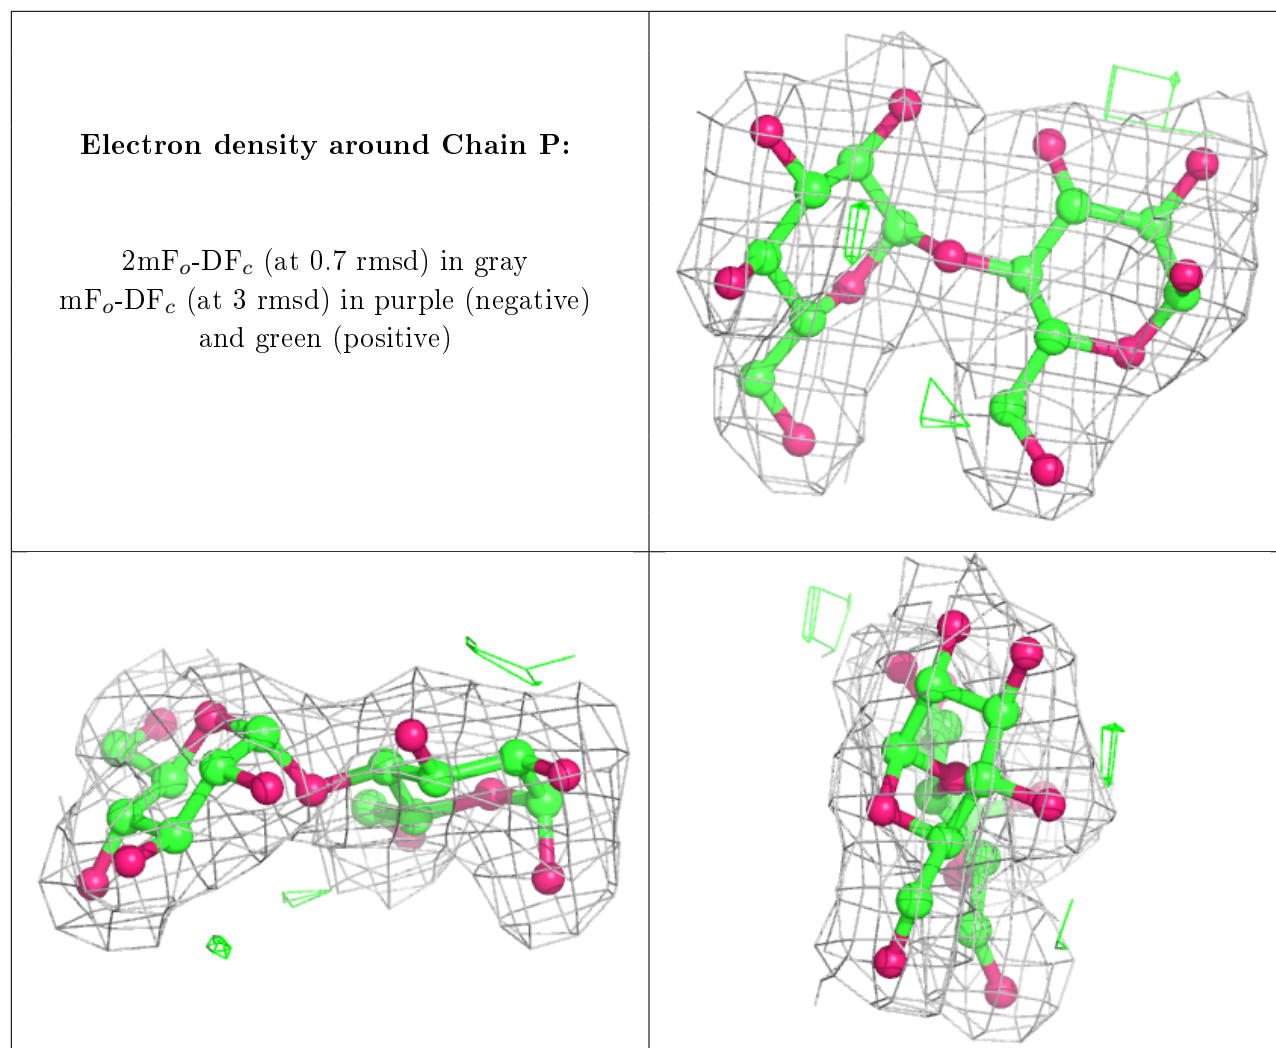 Electron density around Chain P:
2mFₒ-DF𝒸 (at 0.7 rmsd) in gray
mFₒ-DF𝒸 (at 3 rmsd) in purple (negative)
and green (positive)